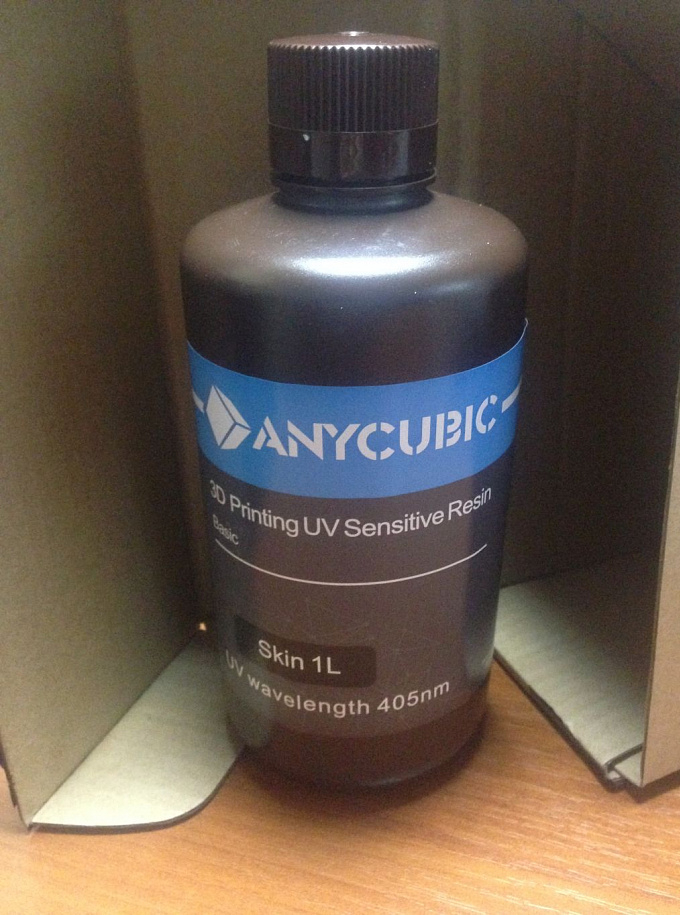 ANYCUBIC
3D Printing UV Sensitive Resin
Basic
Skin 1L
UV wavelength 405nm